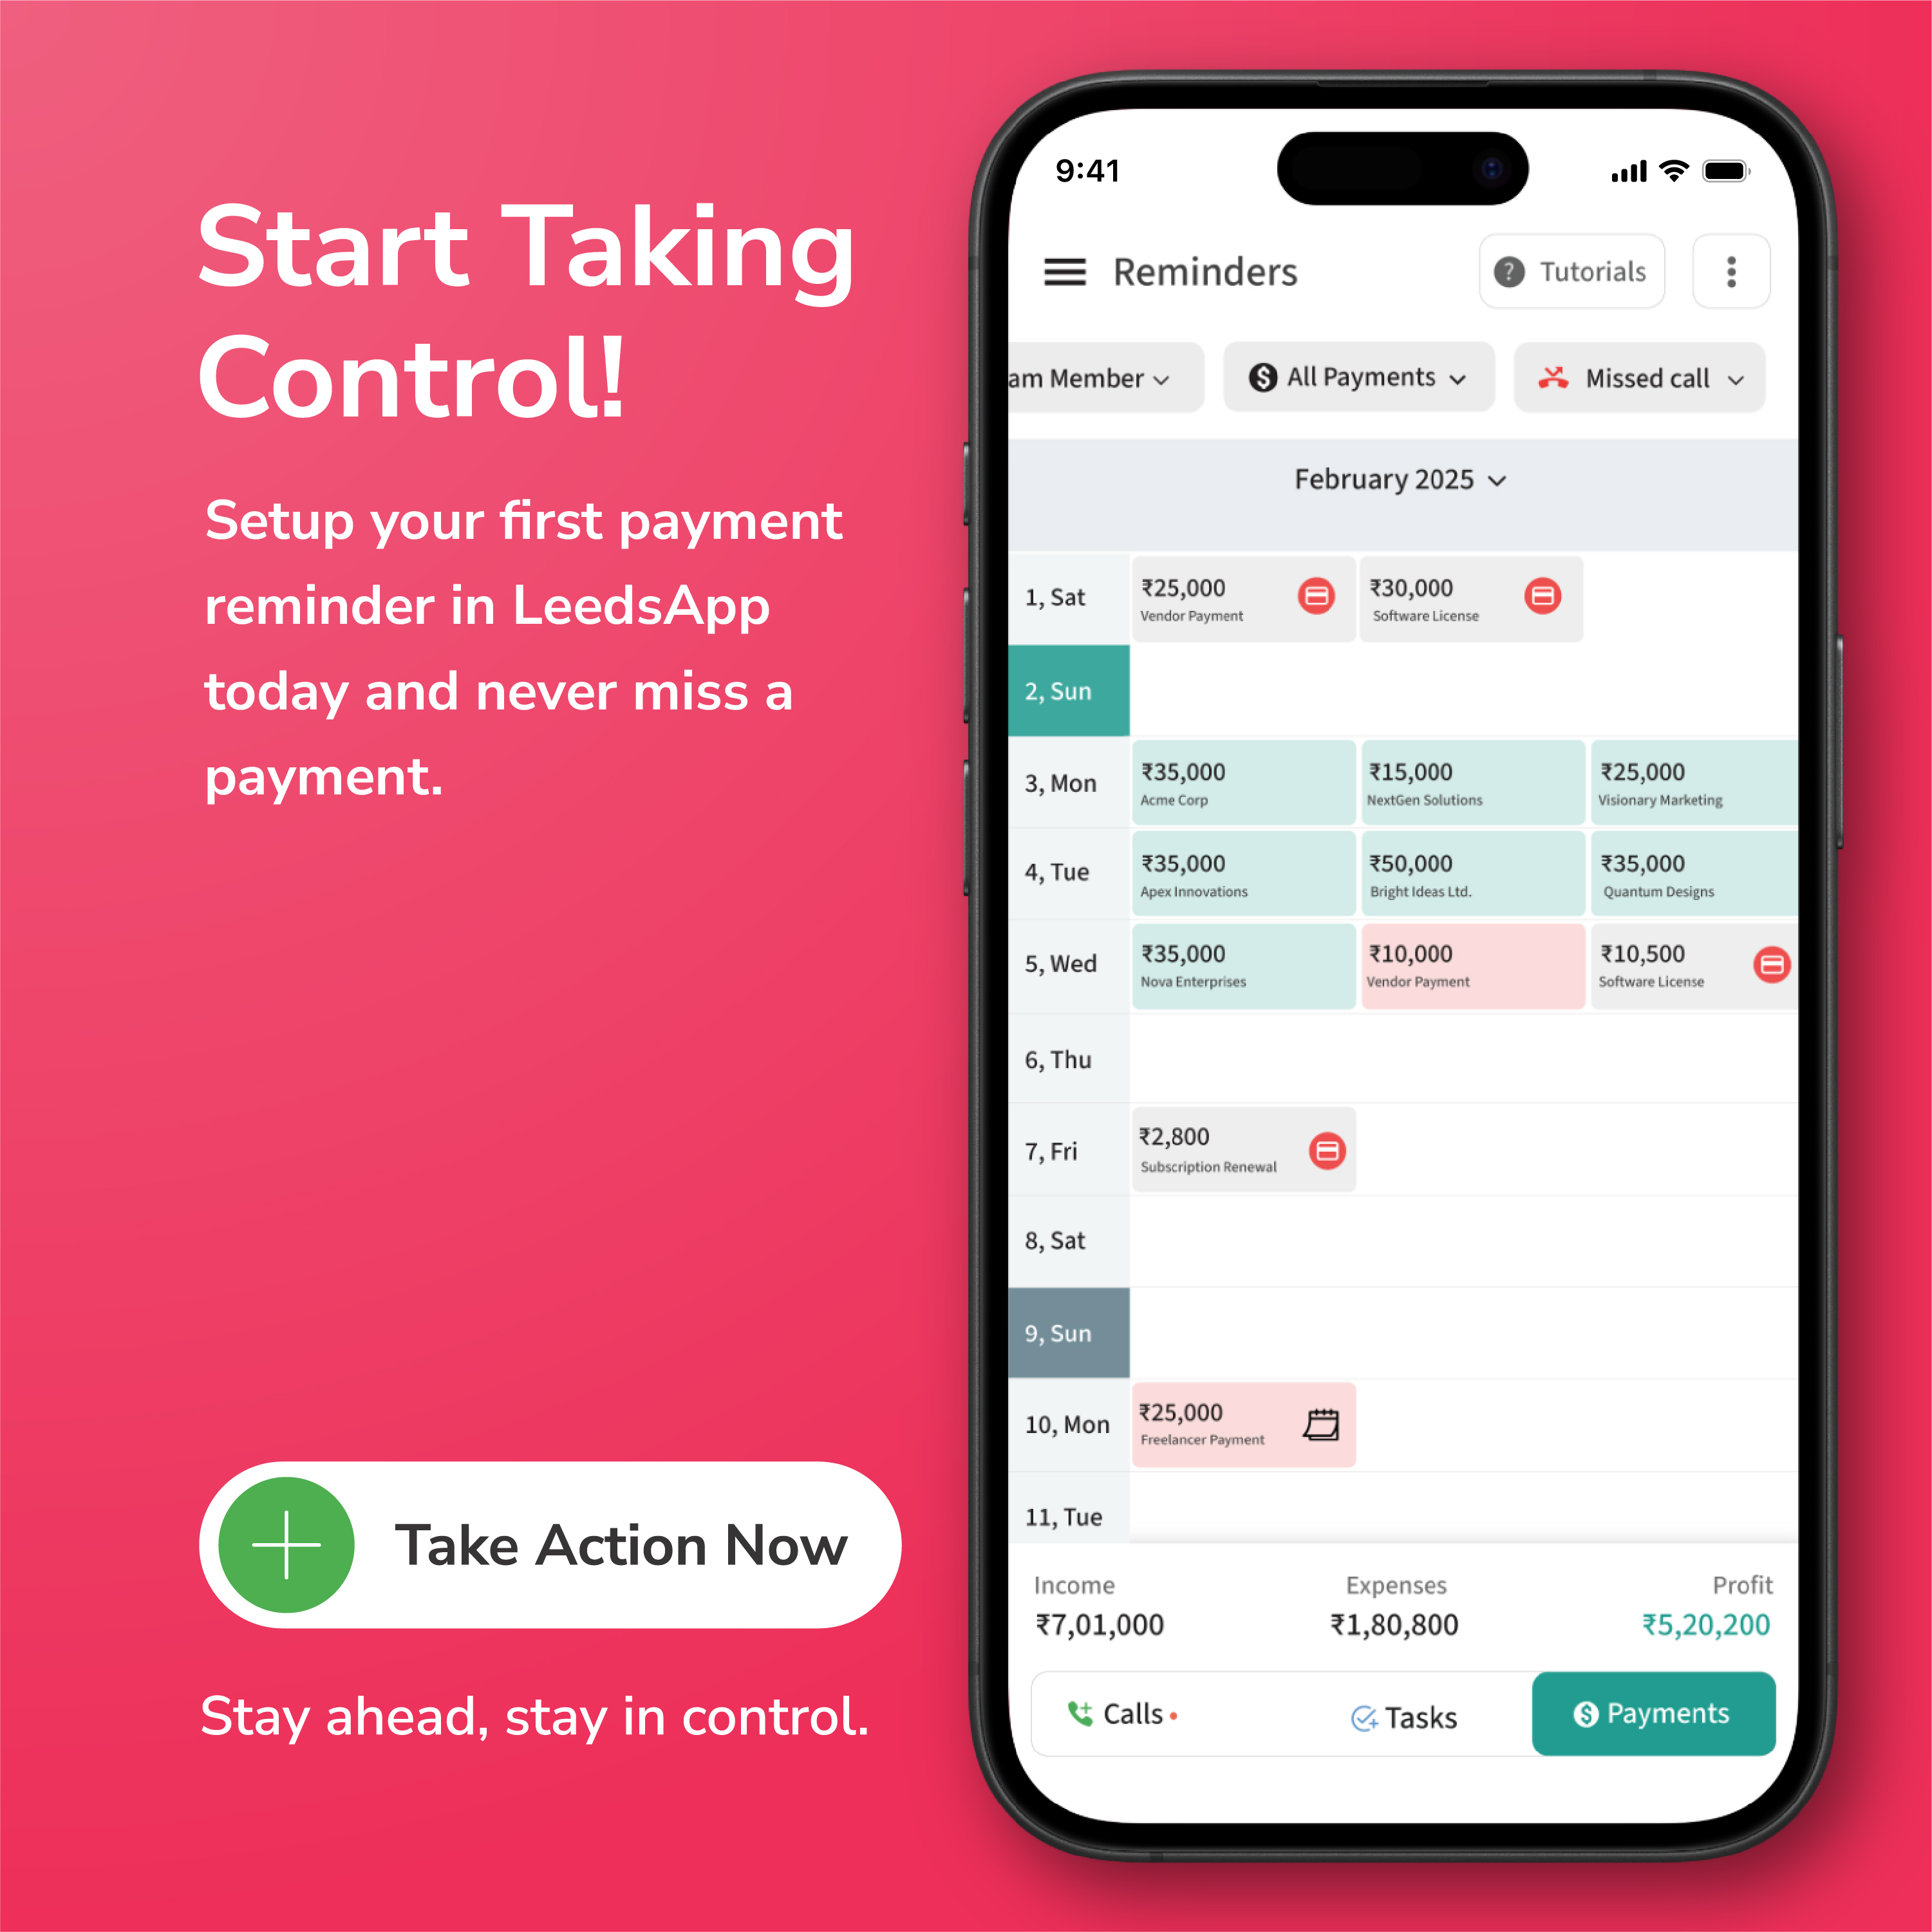 Start Taking
Control!
Setup your first payment
reminder in LeedsApp
today and never miss a
payment.
Take Action Now
Stay ahead, stay in control.
9:41
Reminders
? Tutorials
am Member
$ All Payments
Missed call
February 2025
1, Sat
₹25,000
Vendor Payment
₹30,000
Software License
2, Sun
3, Mon
₹35,000
Acme Corp
₹15,000
NextGen Solutions
₹25,000
Visionary Marketing
4, Tue
₹35,000
Apex Innovations
₹50,000
Bright Ideas Ltd.
₹35,000
Quantum Designs
5, Wed
₹35,000
Nova Enterprises
₹10,000
Vendor Payment
₹10,500
Software License
6, Thu
7, Fri
₹2,800
Subscription Renewal
8, Sat
9, Sun
10, Mon
₹25,000
Freelancer Payment
11, Tue
Income
₹7,01,000
Expenses
₹1,80,800
Profit
₹5,20,200
Calls
Tasks
$ Payments